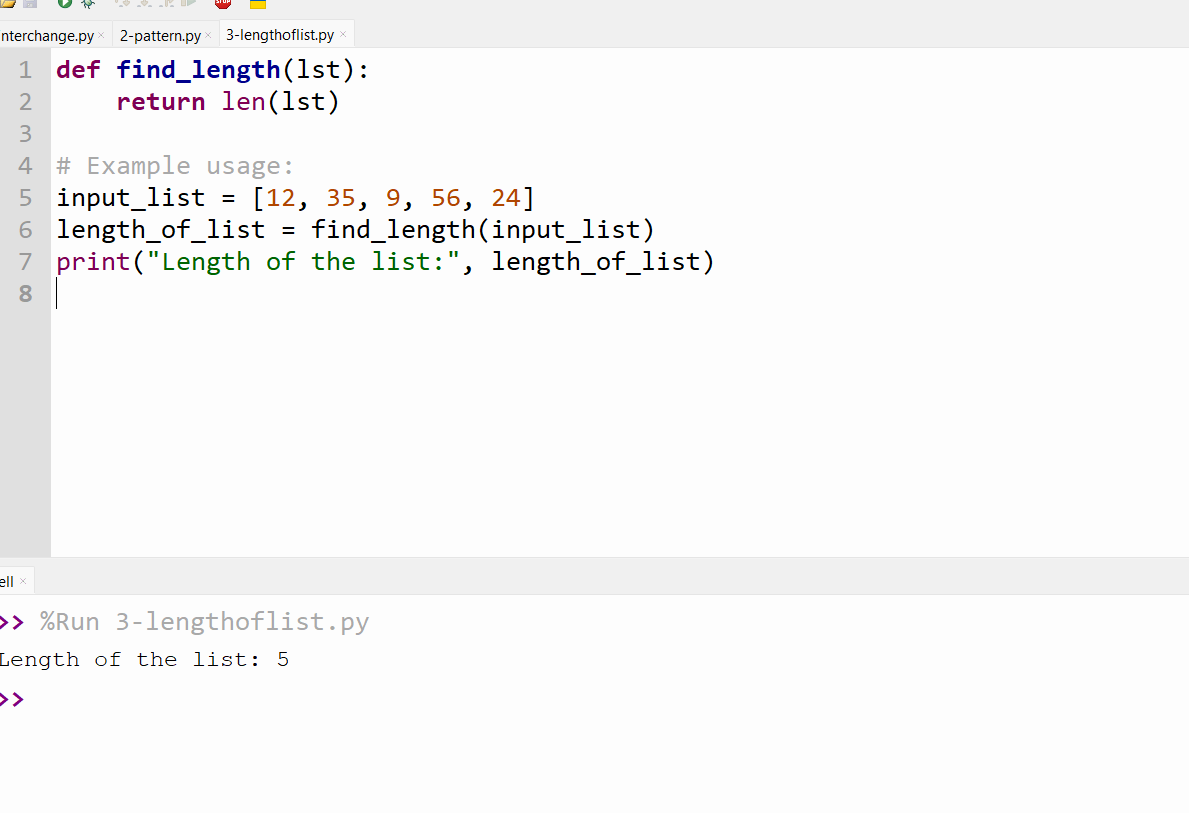 STOP
nterchange.py × 2-pattern.py × 3-lengthoflist.py ×
1 def find_length(lst):
2     return len(lst)
3
4 # Example usage:
5 input_list = [12, 35, 9, 56, 24]
6 length_of_list = find_length(input_list)
7 print("Length of the list:", length_of_list)
8
ell ×
>> %Run 3-lengthoflist.py
Length of the list: 5
>>